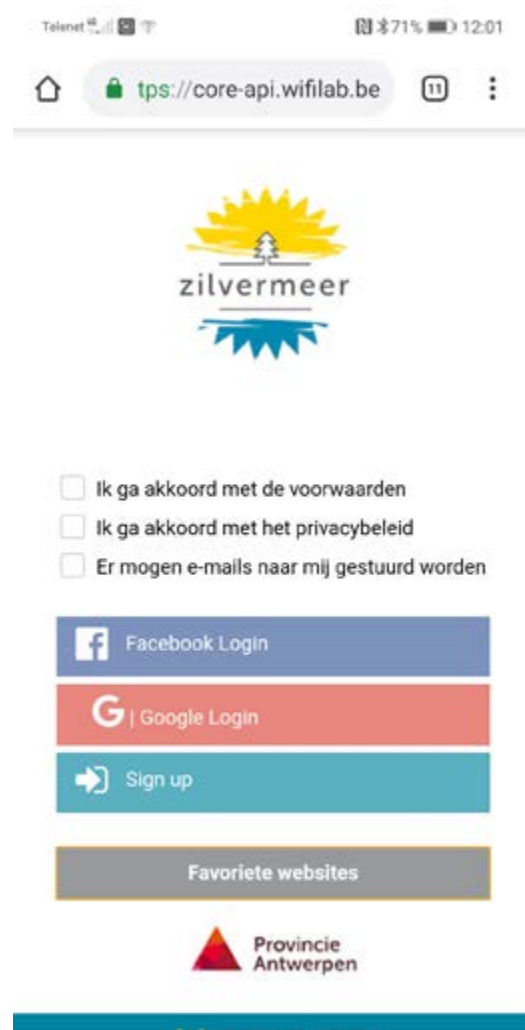 Telenet
71% 12:01
tps://core-api.wifilab.be 11
zilvermeer
Ik ga akkoord met de voorwaarden
Ik ga akkoord met het privacybeleid
Er mogen e-mails naar mij gestuurd worden
Facebook Login
G | Google Login
Sign up
Favoriete websites
Provincie
Antwerpen